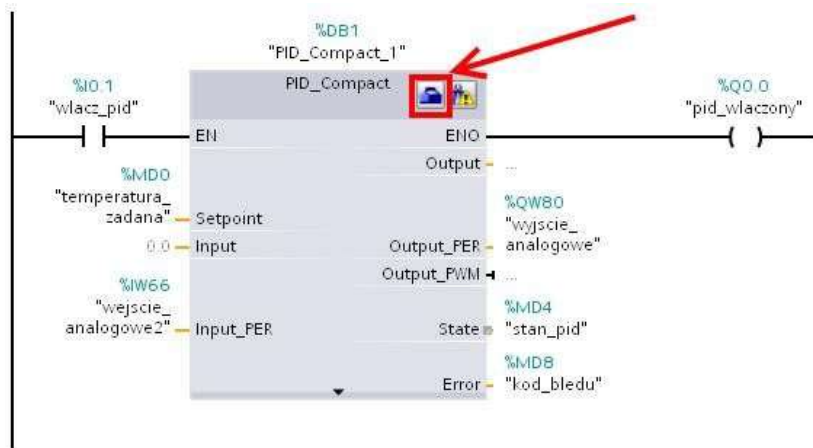 %DB1
"PID_Compact_1"
PID_Compact
%I0.1
"wlacz_pid"
%Q0.0
"pid_wlaczony"
EN
ENO
Output
...
%MD0
"temperatura_
zadana"
Setpoint
%QW80
"wyjscie_
analogowe"
0.0
Input
Output_PER
Output_PWM
...
%IW66
"wejscie_
analogowe2"
Input_PER
%MD4
"stan_pid"
State
%MD8
"kod_bledu"
Error